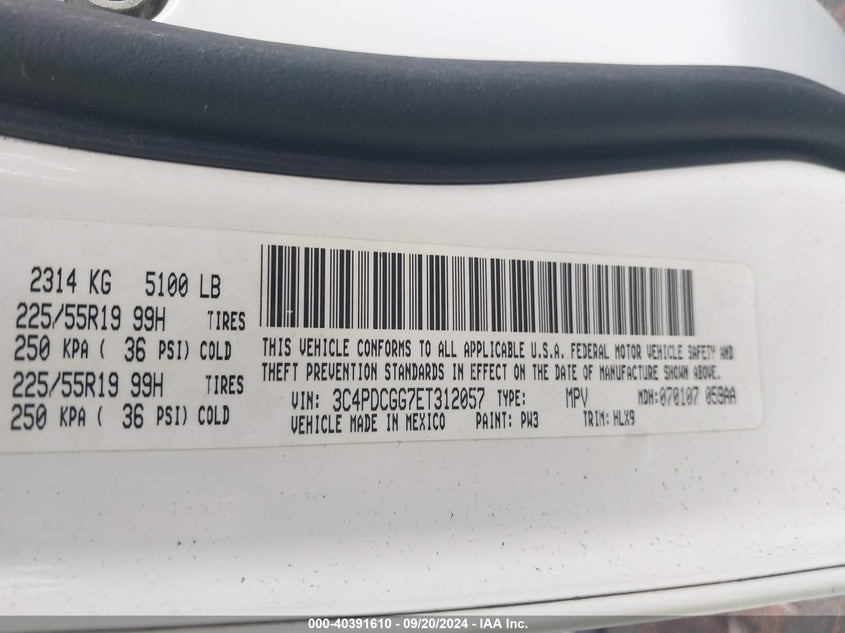 2314 KG 5100 LB
225/55R19 99H TIRES
250 KPA ( 36 PSI) COLD
225/55R19 99H TIRES
250 KPA ( 36 PSI) COLD
THIS VEHICLE CONFORMS TO ALL APPLICABLE U.S.A. FEDERAL MOTOR VEHICLE SAFETY AND
THEFT PREVENTION STANDARDS IN EFFECT ON THE DATE OF MANUFACTURE SHOWN ABOVE.
VIN: 3C4PDCGG7ET312057 TYPE: MPV MDH:070107 059AA
VEHICLE MADE IN MEXICO PAINT: PW3 TRIM: HLX9
000-40391610 - 09/20/2024 - IAA Inc.